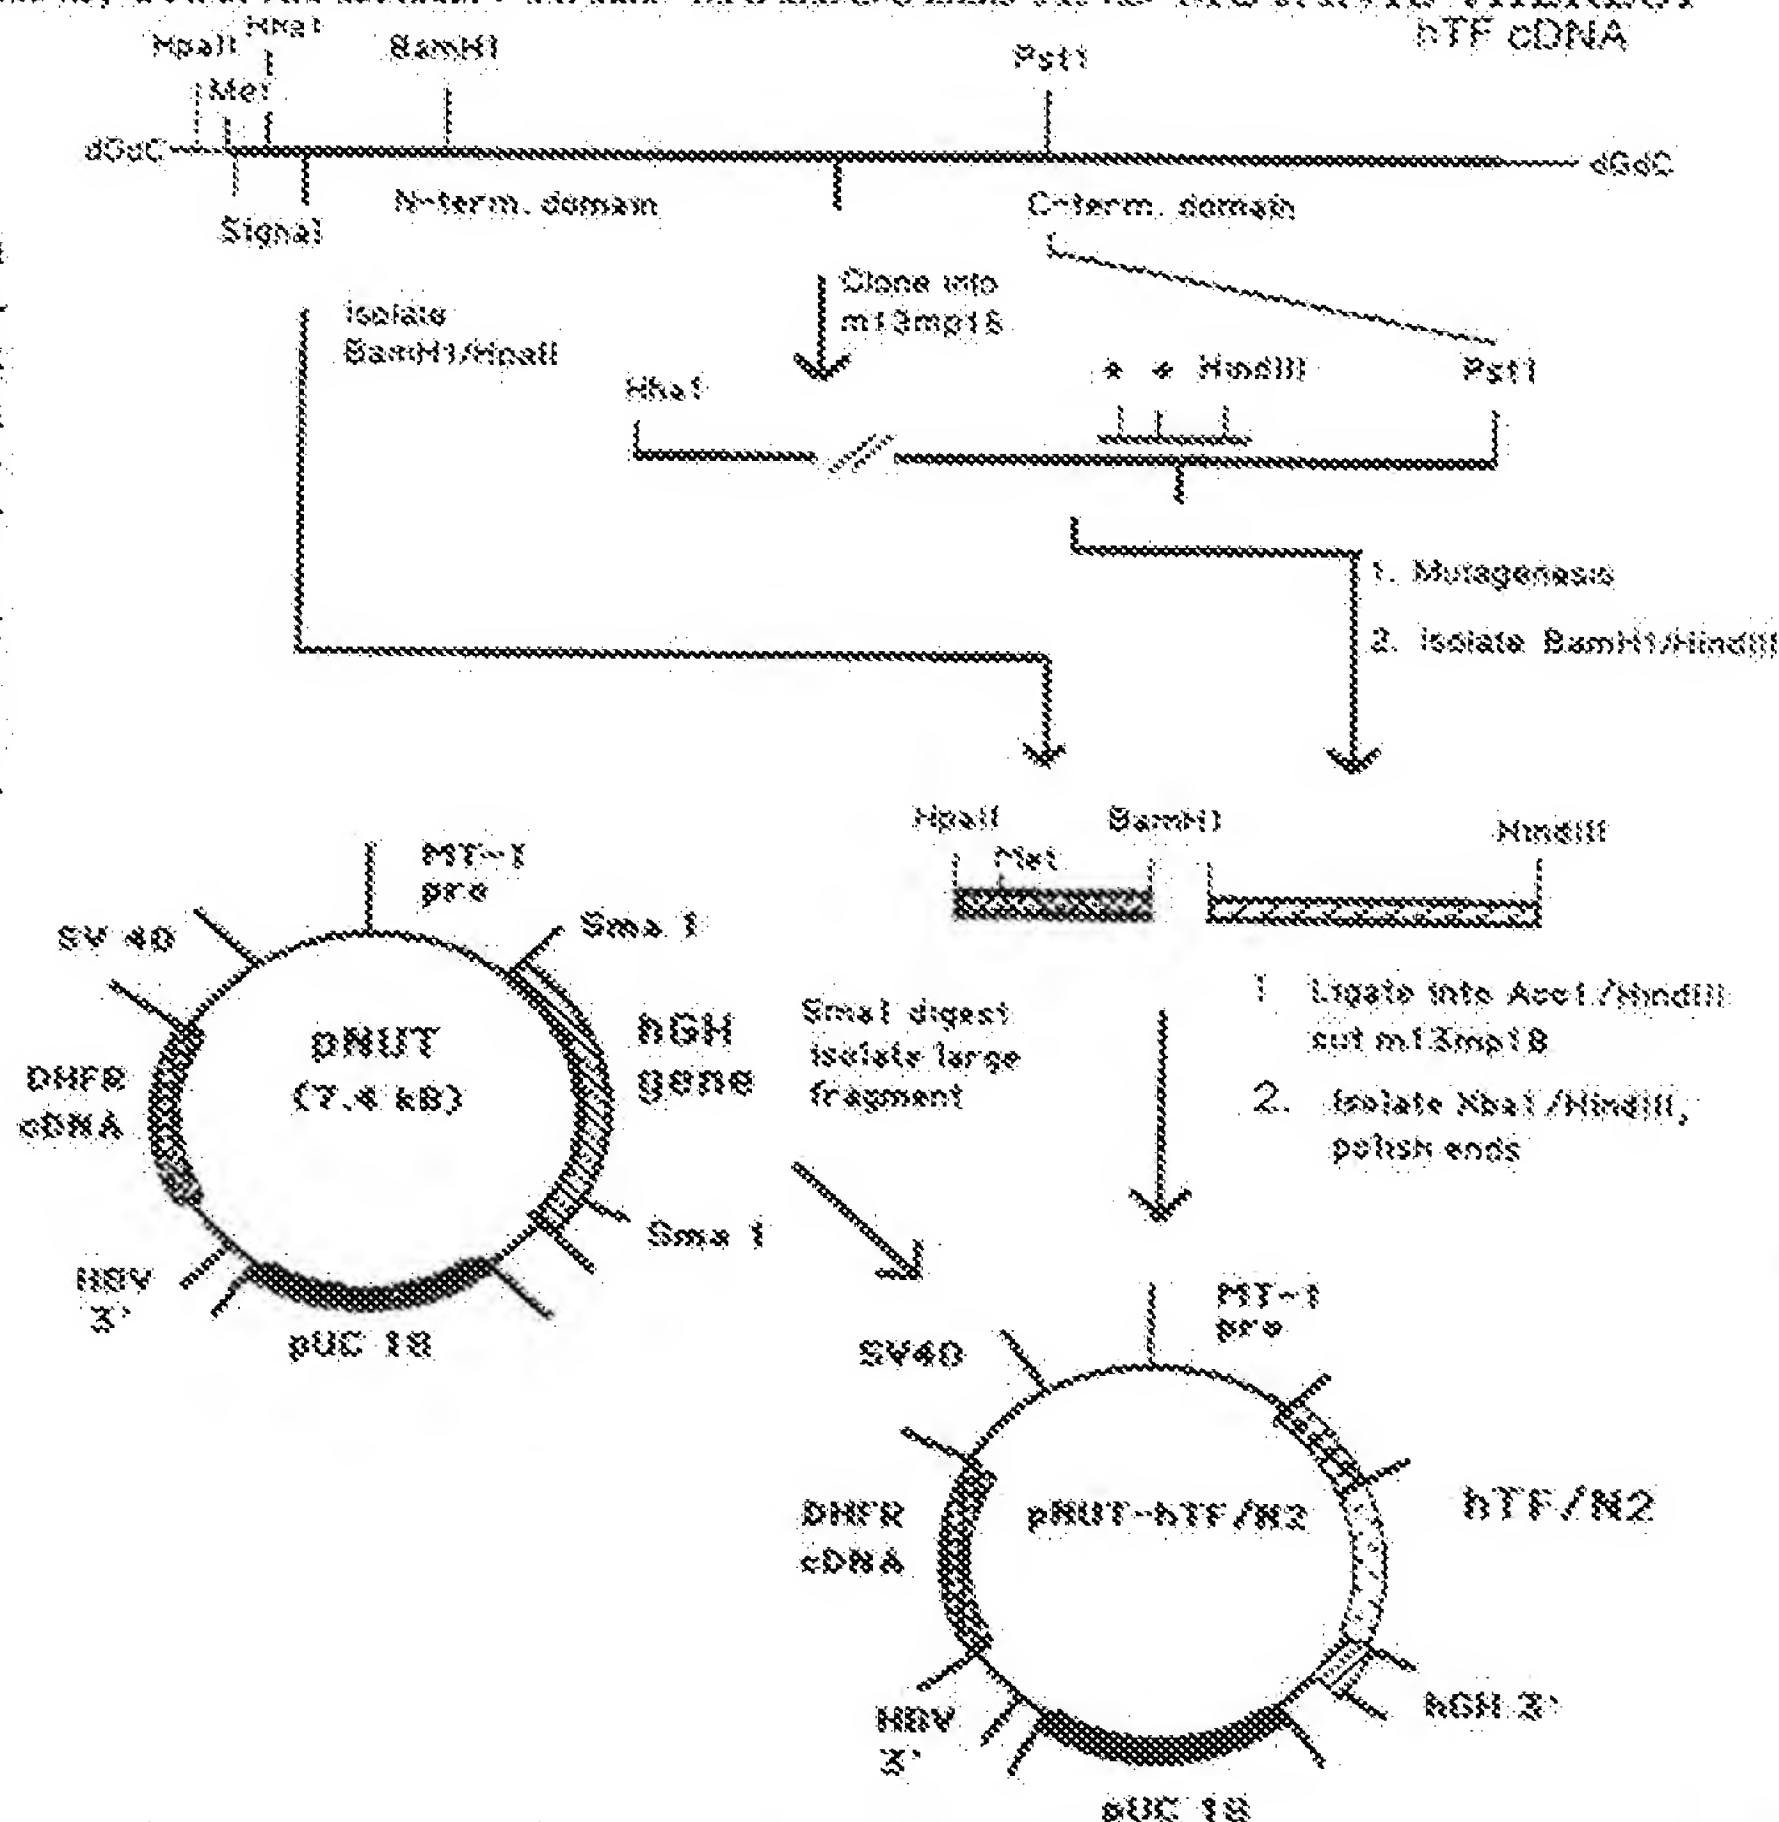 hTF cDNA
HpaII
HhaI
BamHI
PstI
Met
dGdC
dGdC
Signal
N-term. domain
C-term. domain
Isolate
BamHI/HpaII
Clone into
m13mp18
HhaI
* * HindIII
PstI
1. Mutagenesis
2. Isolate BamHI/HindIII
HpaII
BamHI
HindIII
Met
MT-1
pro
Sma I
SV 40
pNUT
(7.4 kB)
hGH
gene
DHFR
cDNA
Sma I
HBV
3'
pUC 18
Smal digest
isolate large
fragment
1 Ligate into AccI/HindIII
cut m13mp18
2. Isolate XbaI/HindIII,
polish ends
MT-1
pro
SV40
DHFR
cDNA
pNUT-hTF/N2
hTF/N2
HBV
3'
hGH 3'
pUC 18